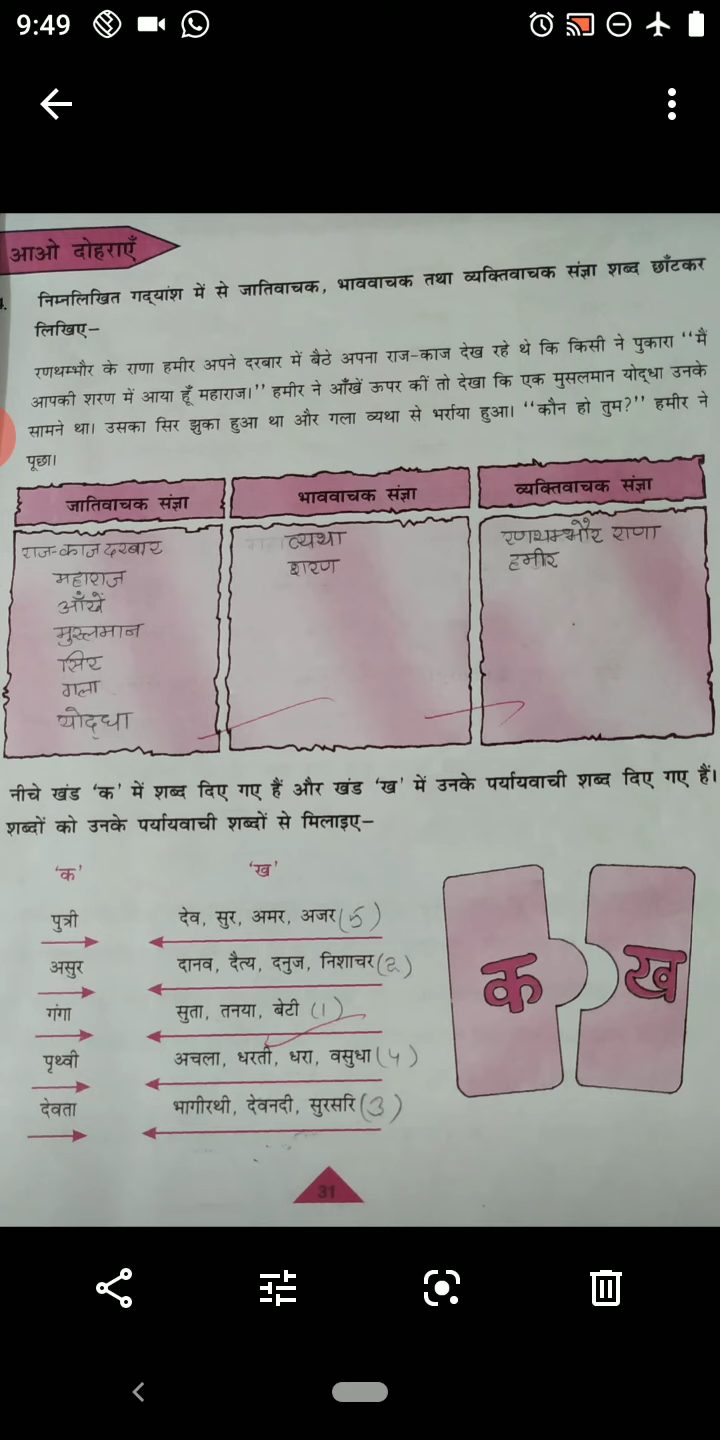 9:49
आओ दोहराएँ
निम्नलिखित गद्यांश में से जातिवाचक, भाववाचक तथा व्यक्तिवाचक संज्ञा शब्द छाँटकर
लिखिए–
रणथम्भौर के राणा हमीर अपने दरबार में बैठे अपना राज-काज देख रहे थे कि किसी ने पुकारा “मैं
आपकी शरण में आया हूँ महाराज।” हमीर ने आँखें ऊपर कीं तो देखा कि एक मुसलमान योद्धा उनके
सामने था। उसका सिर झुका हुआ था और गला व्यथा से भर्राया हुआ। “कौन हो तुम?” हमीर ने
पूछा।
जातिवाचक संज्ञा भाववाचक संज्ञा व्यक्तिवाचक संज्ञा
राज-काज दरबार व्यथा रणथम्भौर राणा
महाराज शरण हमीर
आँखें
मुस्लमान
सिर
गला
योद्धा
नीचे खंड ‘क’ में शब्द दिए गए हैं और खंड ‘ख’ में उनके पर्यायवाची शब्द दिए गए हैं।
शब्दों को उनके पर्यायवाची शब्दों से मिलाइए–
‘क’ ‘ख’
पुत्री देव, सुर, अमर, अजर (5)
असुर दानव, दैत्य, दनुज, निशाचर (2)
गंगा सुता, तनया, बेटी (1)
पृथ्वी अचला, धरती, धरा, वसुधा (4)
देवता भागीरथी, देवनदी, सुरसरि (3)
क ख
31